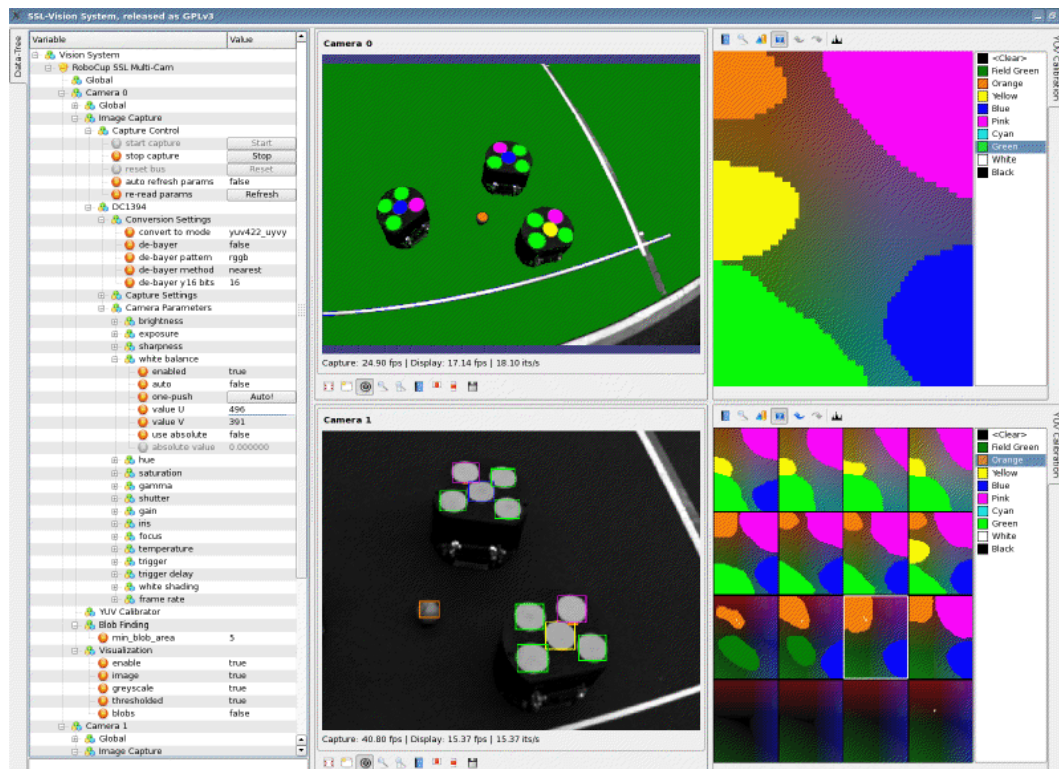 SSL-Vision System, released as GPLv3
Data-Tree
Variable Value
Vision System
RoboCup SSL Multi-Cam
Global
Camera 0
Global
Image Capture
Capture Control
start capture Start
stop capture Stop
reset bus Reset
auto refresh params false
re-read params Refresh
DC1394
Conversion Settings
convert to mode yuv422_uyvy
de-bayer false
de-bayer pattern rggb
de-bayer method nearest
de-bayer y16 bits 16
Capture Settings
Camera Parameters
brightness
exposure
sharpness
white balance
enabled true
auto false
one-push Auto!
value U 496
value V 391
use absolute false
absolute value 0.000000
hue
saturation
gamma
shutter
gain
iris
focus
temperature
trigger
trigger delay
white shading
frame rate
YUV Calibrator
Blob Finding
min_blob_area 5
Visualization
enable true
image true
greyscale true
thresholded true
blobs false
Camera 1
Global
Image Capture
Camera 0
Capture: 24.90 fps | Display: 17.14 fps | 18.10 its/s
Camera 1
Capture: 40.80 fps | Display: 15.37 fps | 15.37 its/s
<Clear>
Field Green
Orange
Yellow
Blue
Pink
Cyan
Green
White
Black
YUV Calibration
<Clear>
Field Green
Orange
Yellow
Blue
Pink
Cyan
Green
White
Black
YUV Calibration